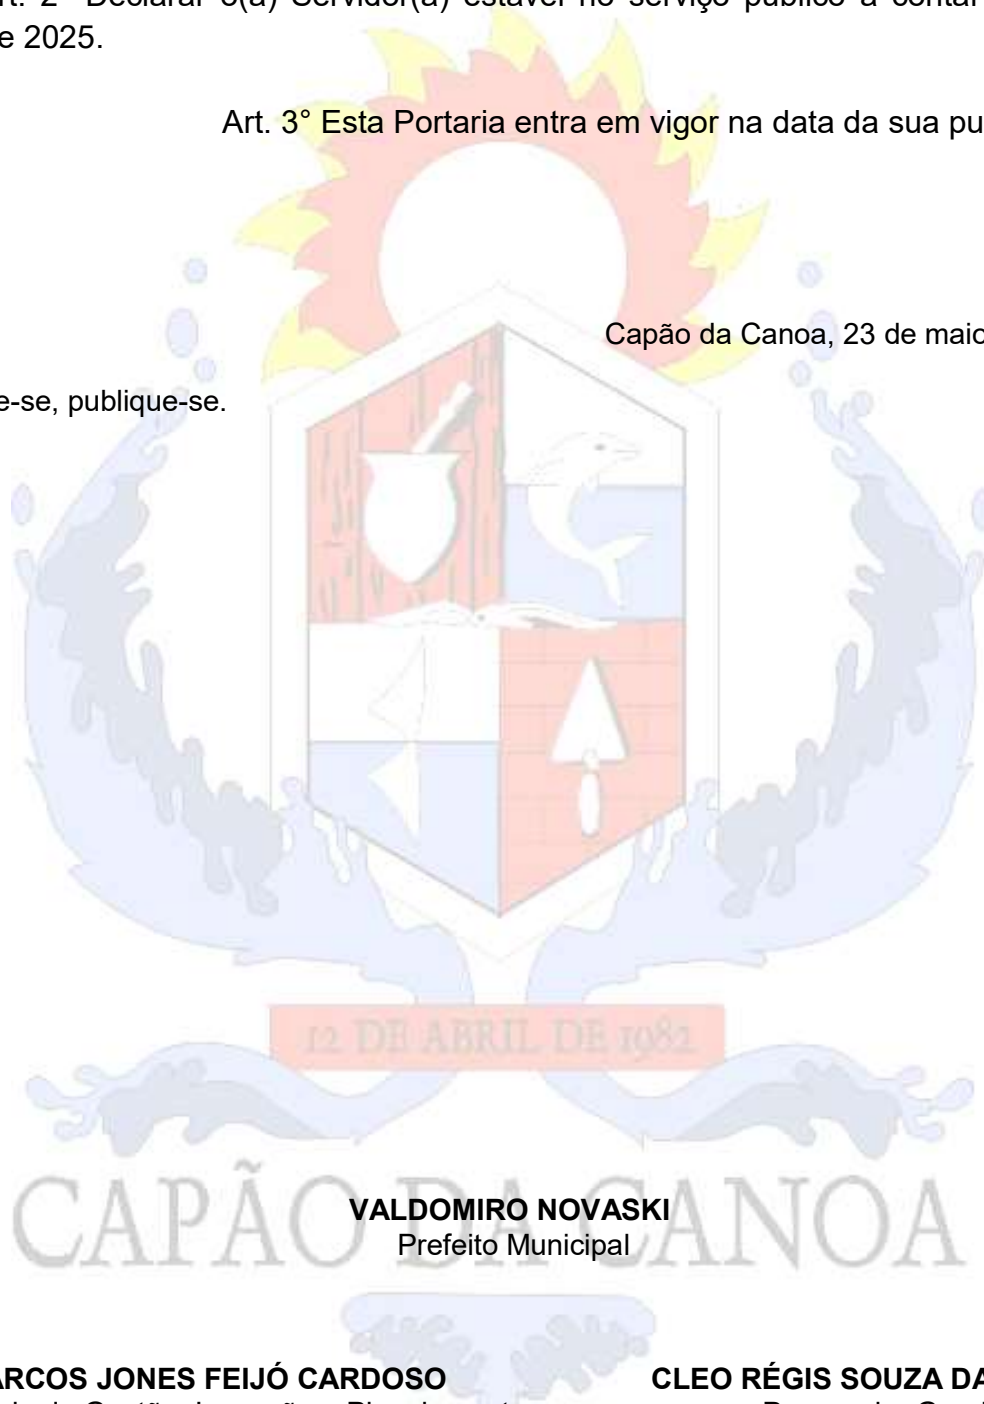 Art. 2° Declarar o(a) Servidor(a) estável no serviço público a contar
e 2025.
Art. 3° Esta Portaria entra em vigor na data da sua pu
Capão da Canoa, 23 de maio
e-se, publique-se.
12 DE ABRIL DE 1982
CAPÃO DA CANOA
VALDOMIRO NOVASKI
Prefeito Municipal
ARCOS JONES FEIJÓ CARDOSO
CLEO RÉGIS SOUZA DA